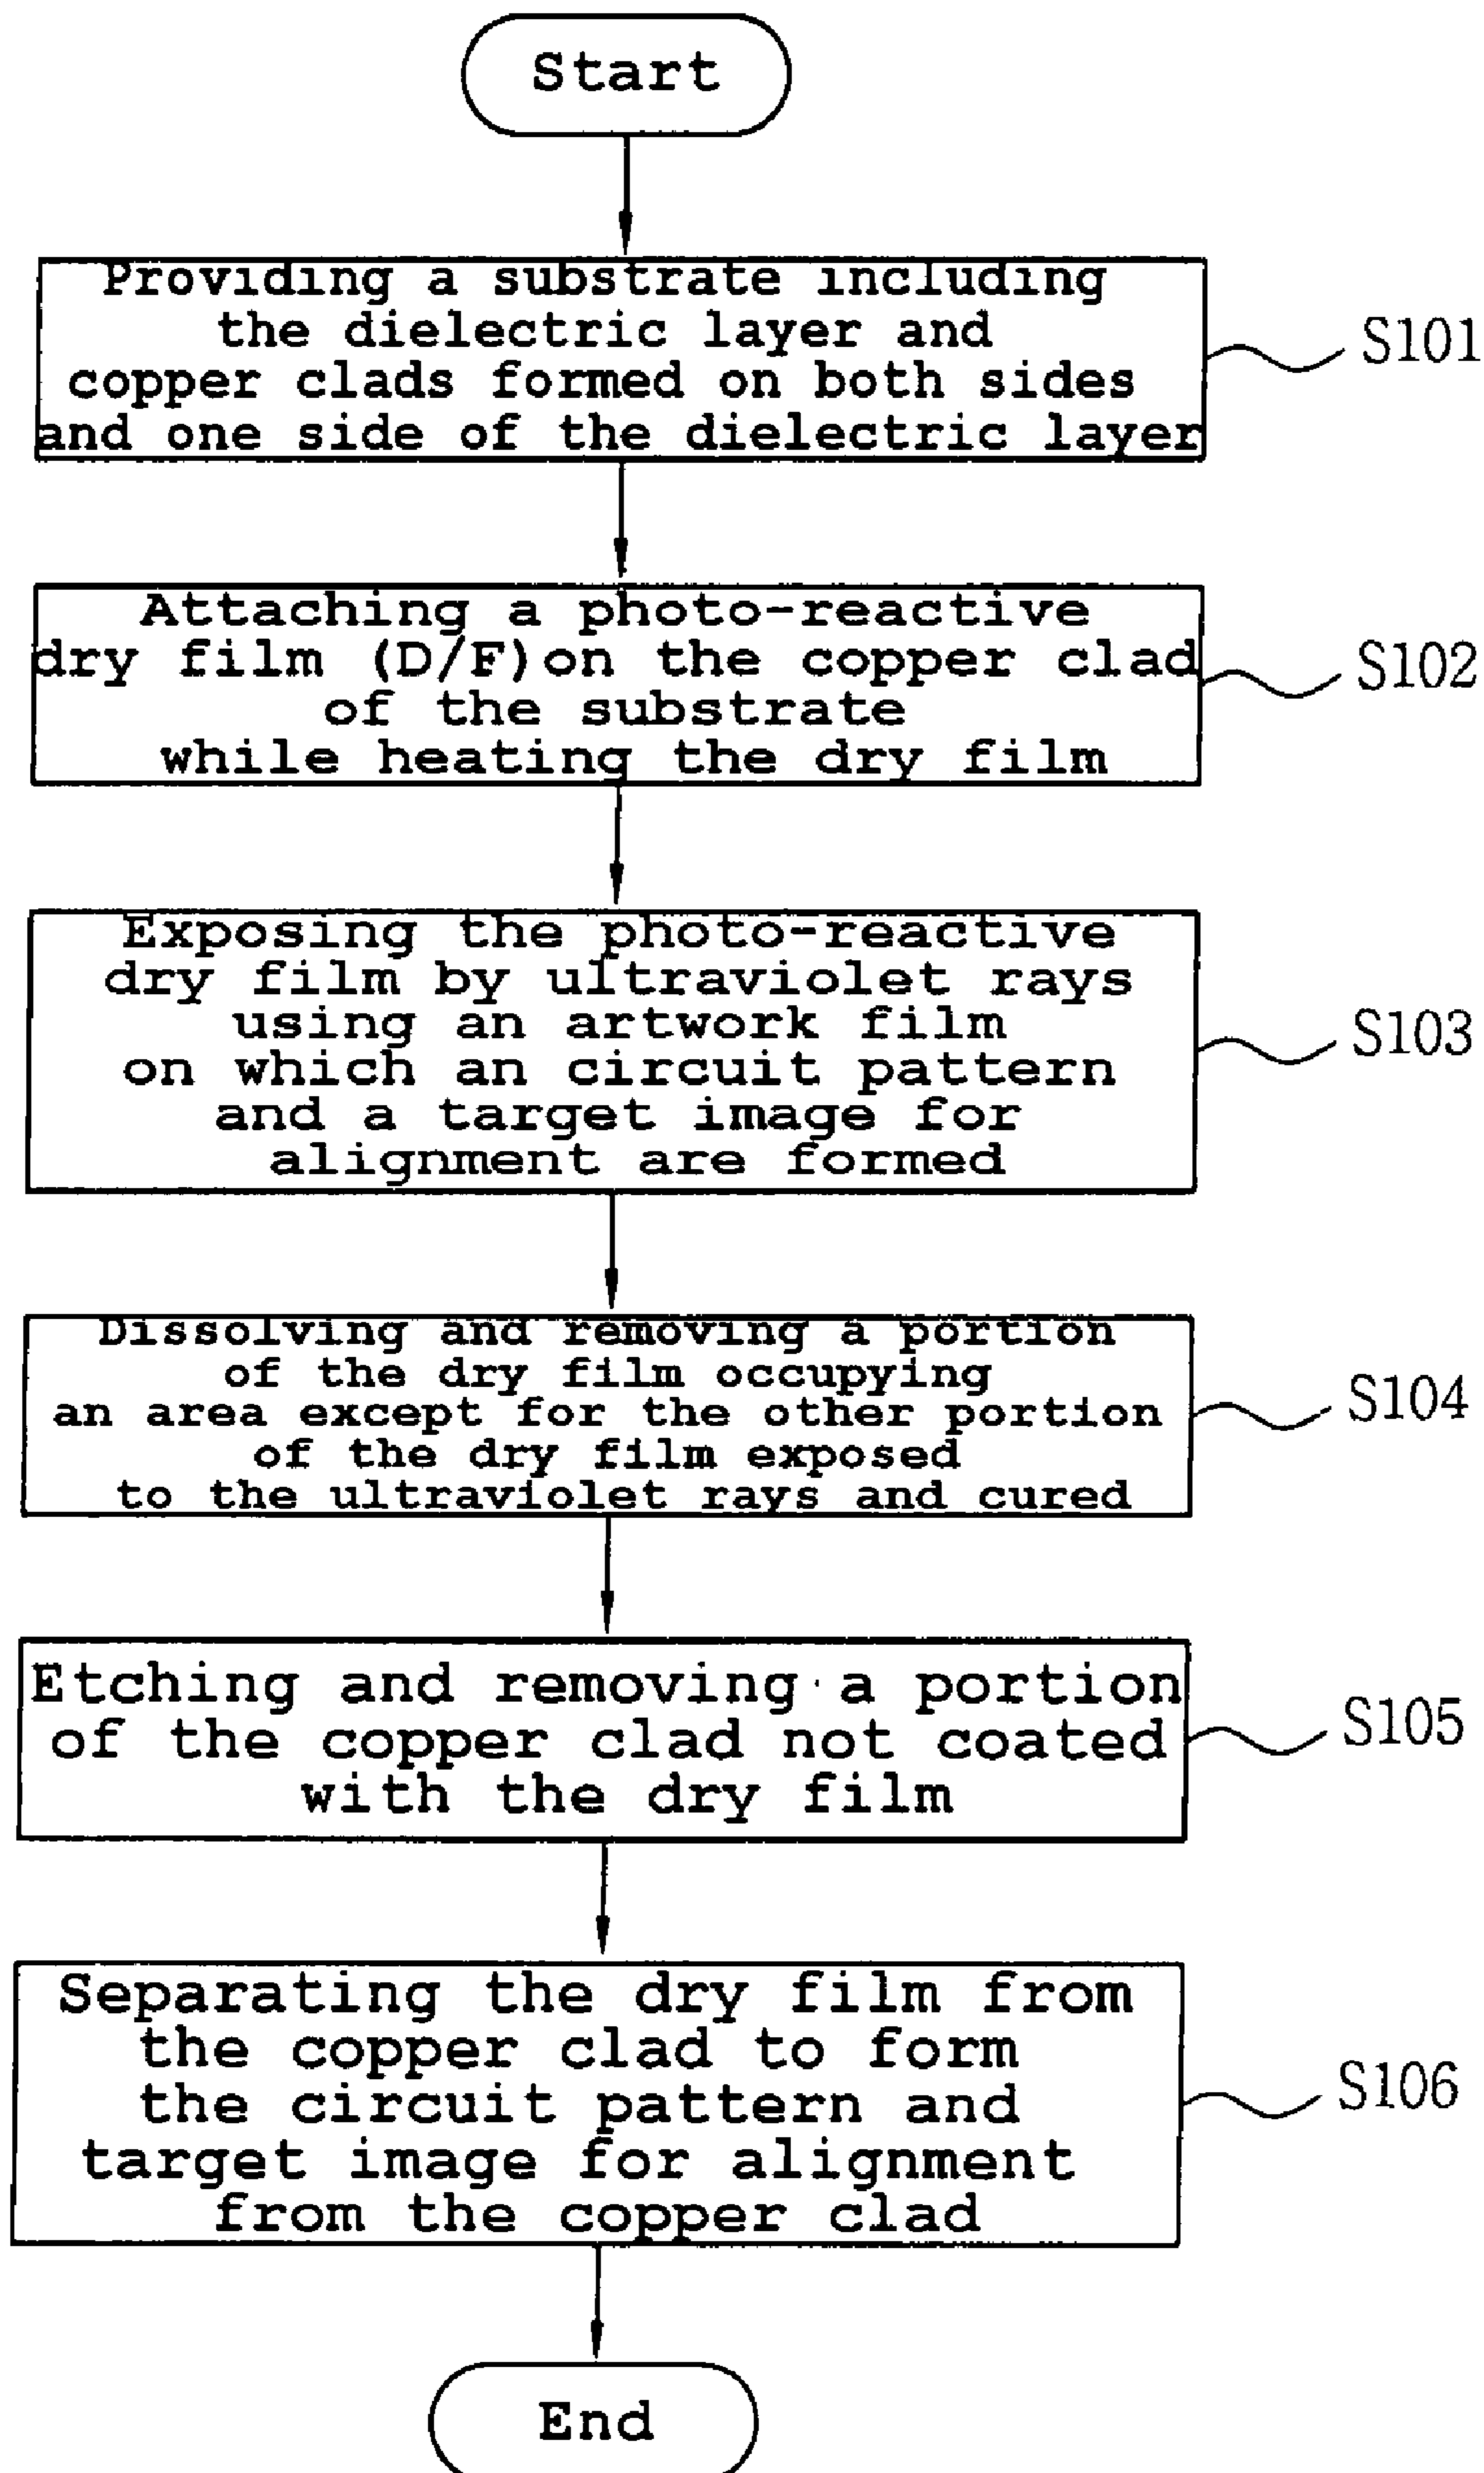 Start
Providing a substrate including
the dielectric layer and
copper clads formed on both sides
and one side of the dielectric layer
S101
Attaching a photo-reactive
dry film (D/F)on the copper clad
of the substrate
while heating the dry film
S102
Exposing the photo-reactive
dry film by ultraviolet rays
using an artwork film
on which an circuit pattern
and a target image for
alignment are formed
S103
Dissolving and removing a portion
of the dry film occupying
an area except for the other portion
of the dry film exposed
to the ultraviolet rays and cured
S104
Etching and removing a portion
of the copper clad not coated
with the dry film
S105
Separating the dry film from
the copper clad to form
the circuit pattern and
target image for alignment
from the copper clad
S106
End